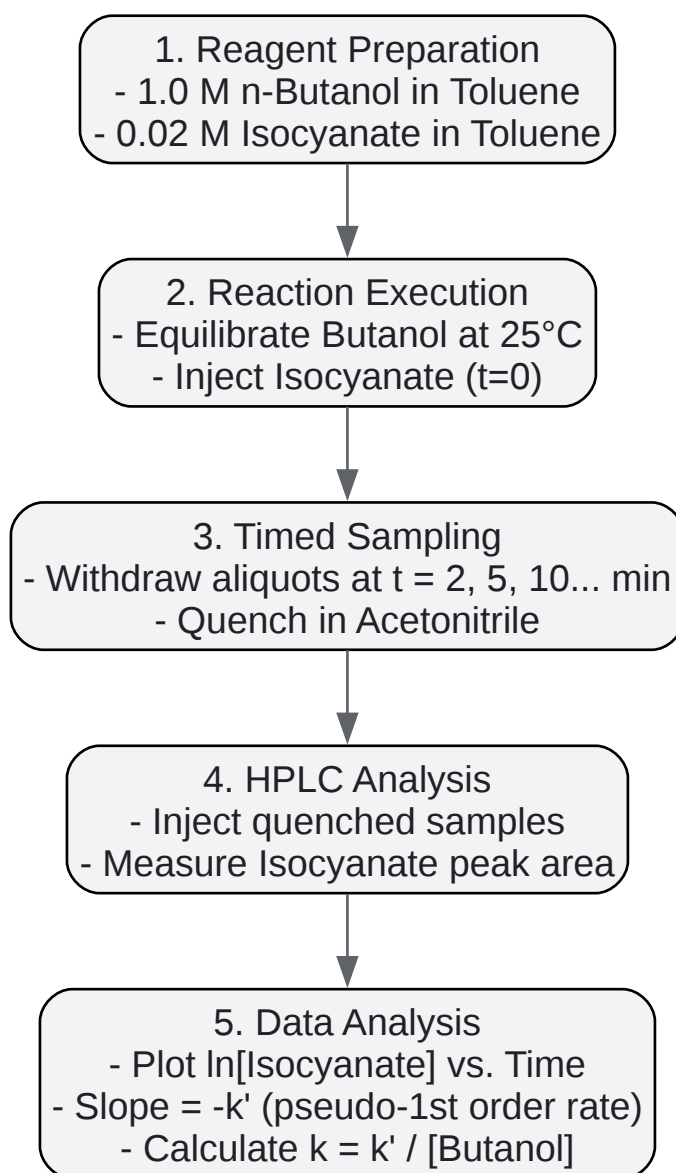 1. Reagent Preparation
- 1.0 M n-Butanol in Toluene
- 0.02 M Isocyanate in Toluene
2. Reaction Execution
- Equilibrate Butanol at 25°C
- Inject Isocyanate (t=0)
3. Timed Sampling
- Withdraw aliquots at t = 2, 5, 10... min
- Quench in Acetonitrile
4. HPLC Analysis
- Inject quenched samples
- Measure Isocyanate peak area
5. Data Analysis
- Plot ln[Isocyanate] vs. Time
- Slope = -k' (pseudo-1st order rate)
- Calculate k = k' / [Butanol]